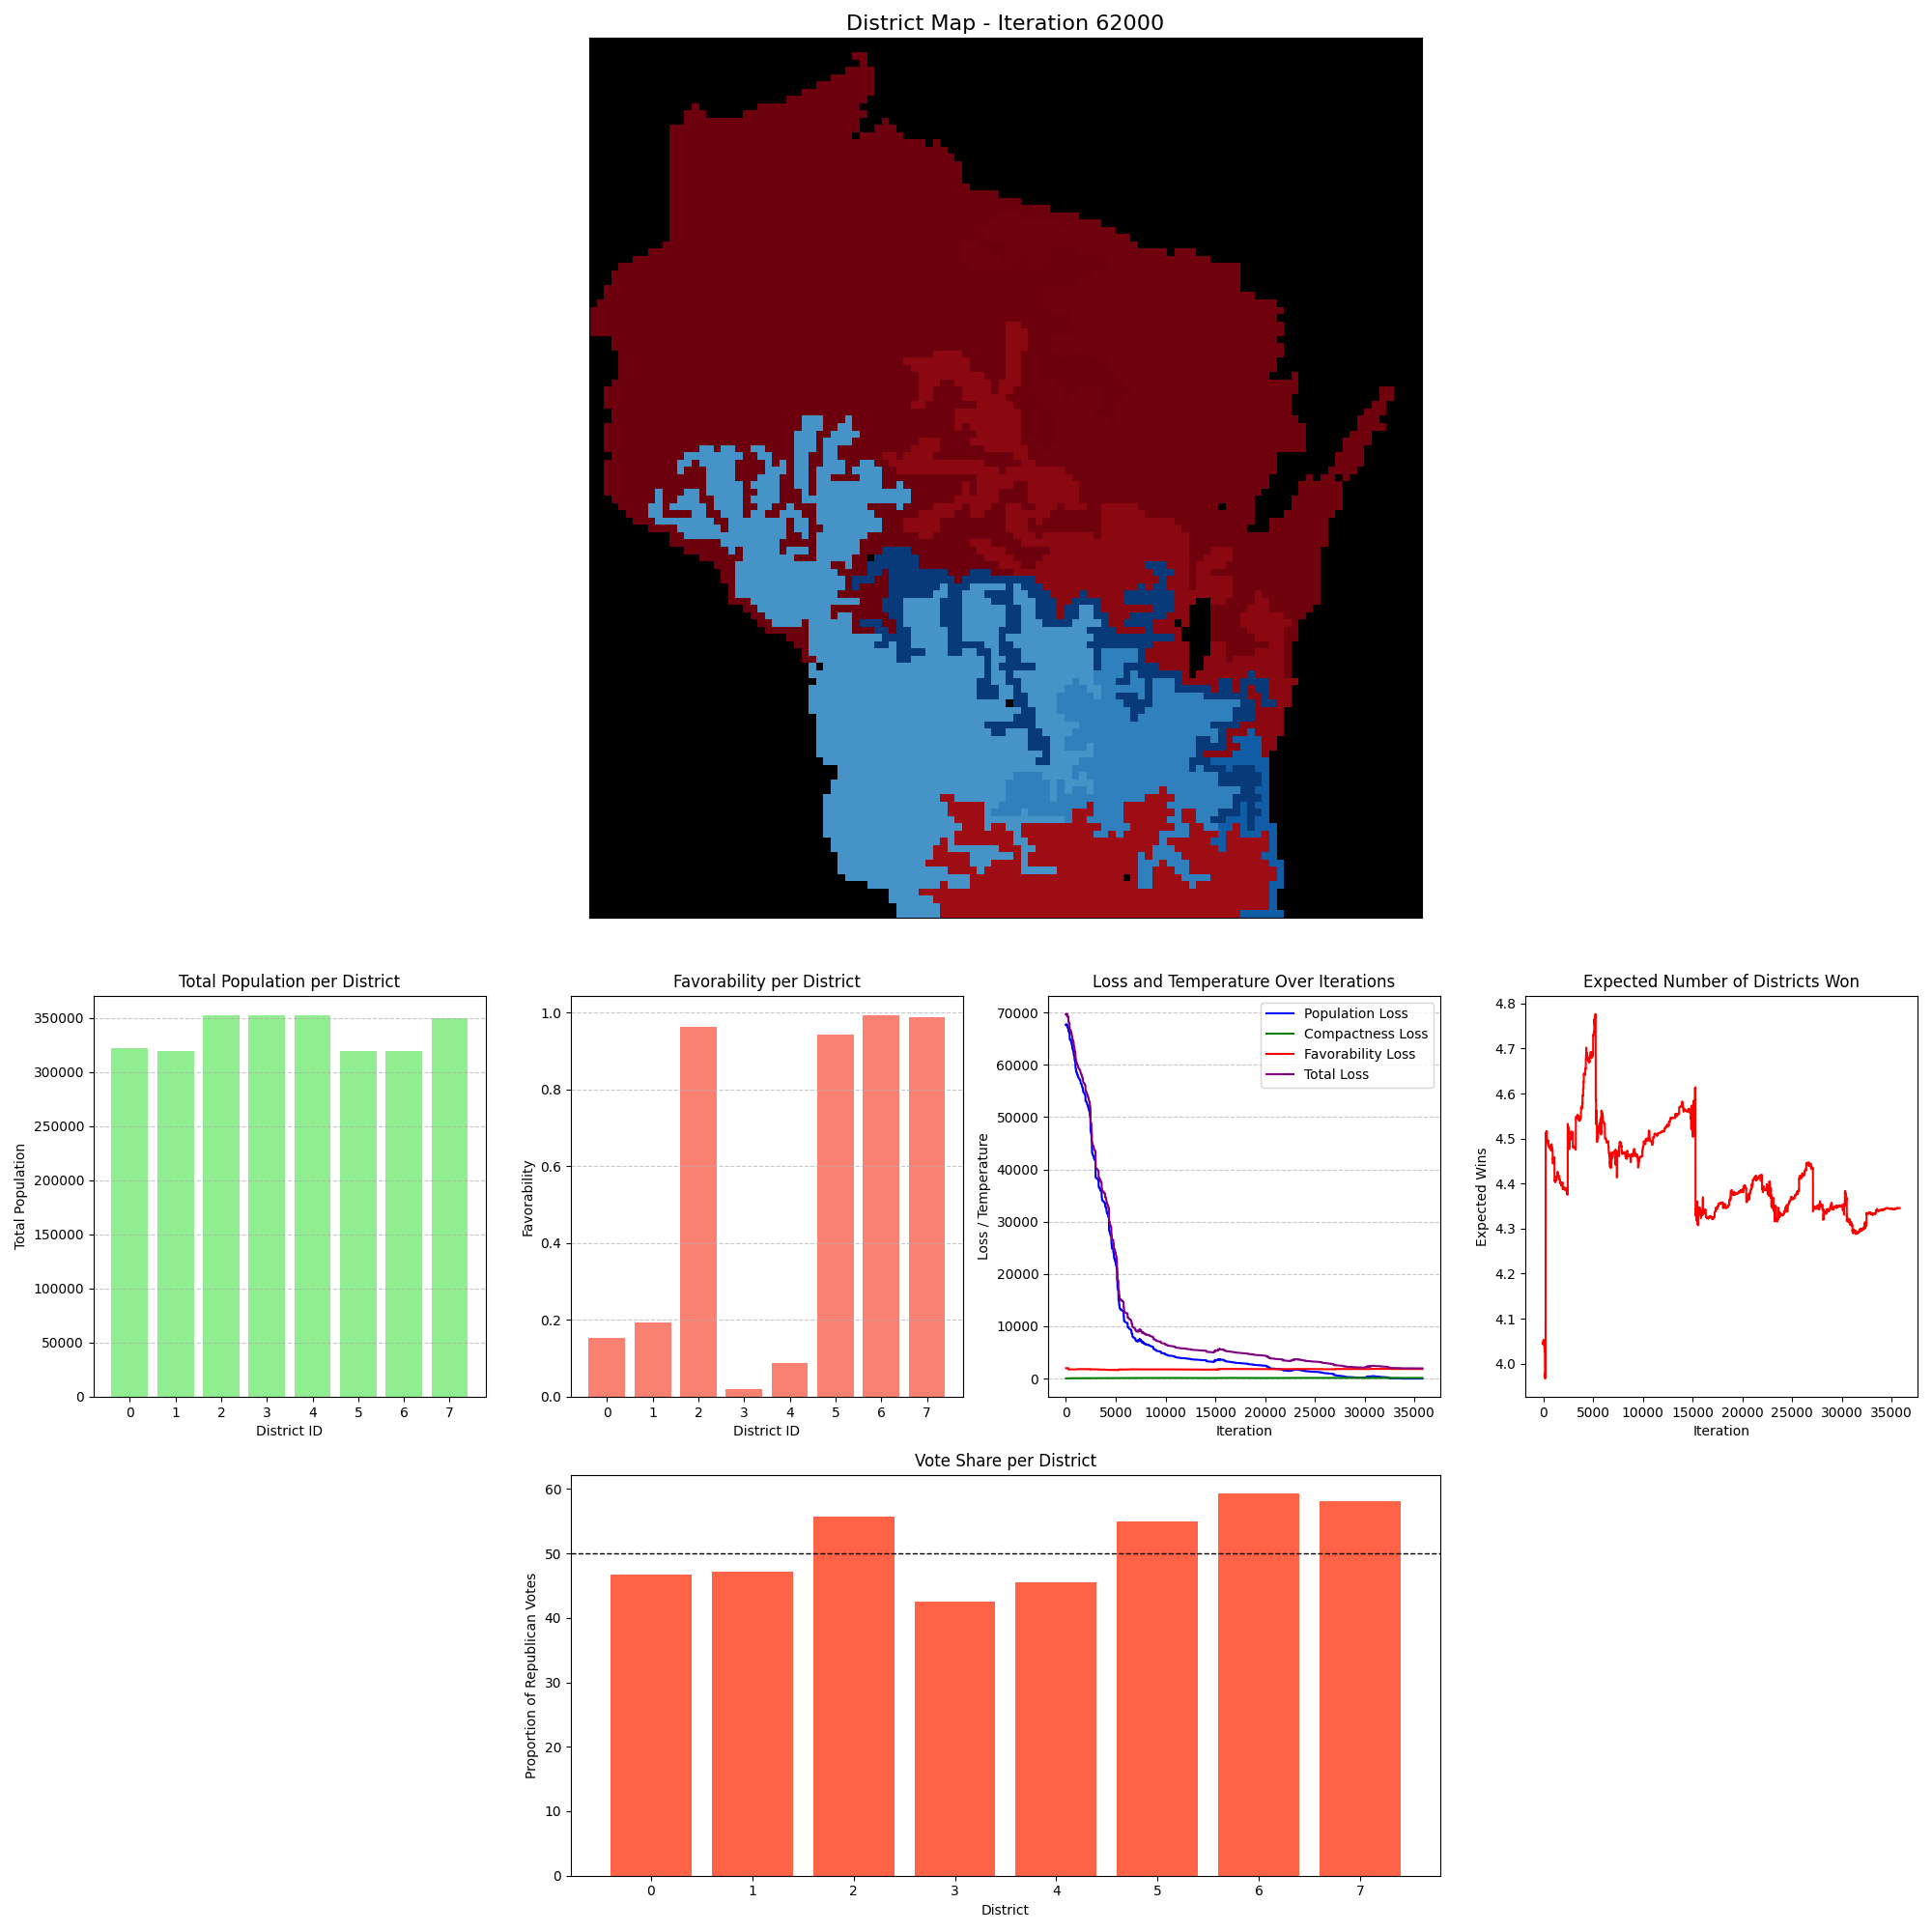 District Map - Iteration 62000
Total Population per District
Total Population
350000
300000
250000
200000
150000
100000
50000
0
0 1 2 3 4 5 6 7
District ID
Favorability per District
Favorability
1.0
0.8
0.6
0.4
0.2
0.0
0 1 2 3 4 5 6 7
District ID
Loss and Temperature Over Iterations
Loss / Temperature
70000
60000
50000
40000
30000
20000
10000
0
Population Loss
Compactness Loss
Favorability Loss
Total Loss
0 5000 10000 15000 20000 25000 30000 35000
Iteration
Expected Number of Districts Won
Expected Wins
4.8
4.7
4.6
4.5
4.4
4.3
4.2
4.1
4.0
0 5000 10000 15000 20000 25000 30000 35000
Iteration
Vote Share per District
Proportion of Republican Votes
60
50
40
30
20
10
0
0 1 2 3 4 5 6 7
District